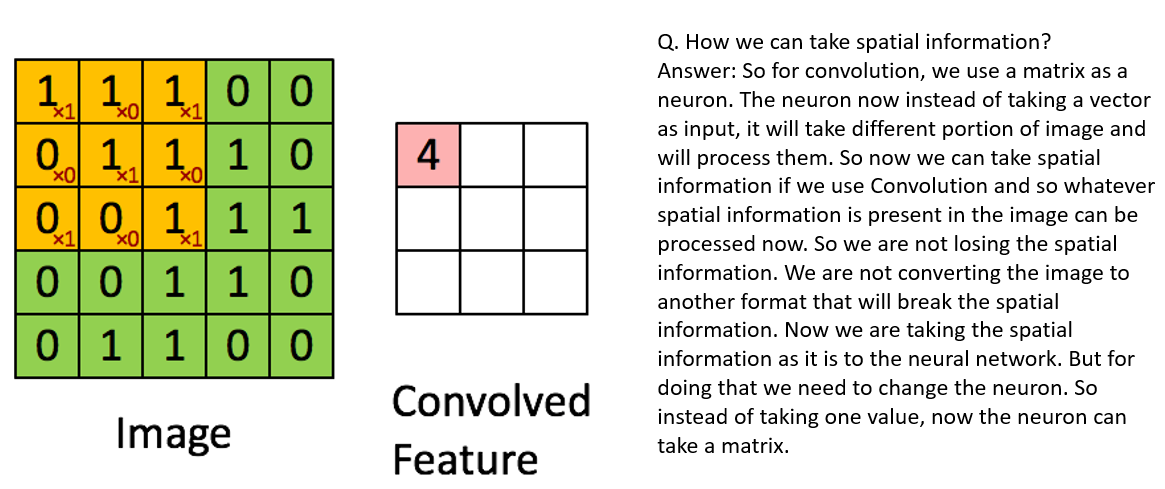 1×1 1×0 1×1 0 0
0×0 1×1 1×0 1 0
0×1 0×0 1×1 1 1
0 0 1 1 0
0 1 1 0 0
Image
4
Convolved
Feature
Q. How we can take spatial information?
Answer: So for convolution, we use a matrix as a
neuron. The neuron now instead of taking a vector
as input, it will take different portion of image and
will process them. So now we can take spatial
information if we use Convolution and so whatever
spatial information is present in the image can be
processed now. So we are not losing the spatial
information. We are not converting the image to
another format that will break the spatial
information. Now we are taking the spatial
information as it is to the neural network. But for
doing that we need to change the neuron. So
instead of taking one value, now the neuron can
take a matrix.